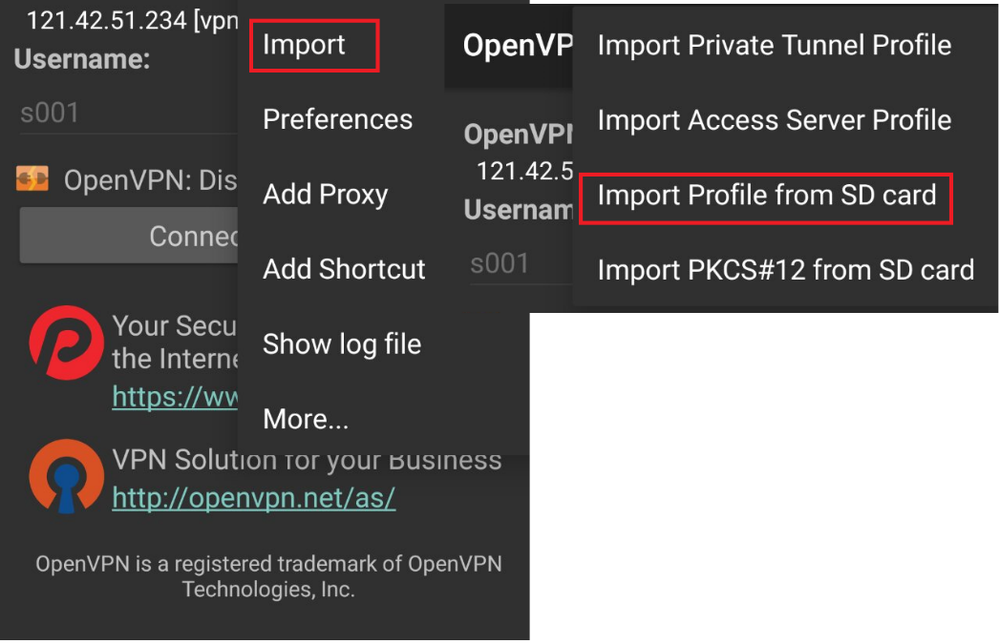 121.42.51.234 [vpn
Username:
s001
OpenVPN: Dis
Connec
Your Secu
the Interne
https://ww
VPN Solution for your Business
http://openvpn.net/as/
OpenVPN is a registered trademark of OpenVPN
Technologies, Inc.
Import
Preferences
Add Proxy
Add Shortcut
Show log file
More...
OpenVP
OpenVPN
121.42.5
Usernam
s001
Import Private Tunnel Profile
Import Access Server Profile
Import Profile from SD card
Import PKCS#12 from SD card